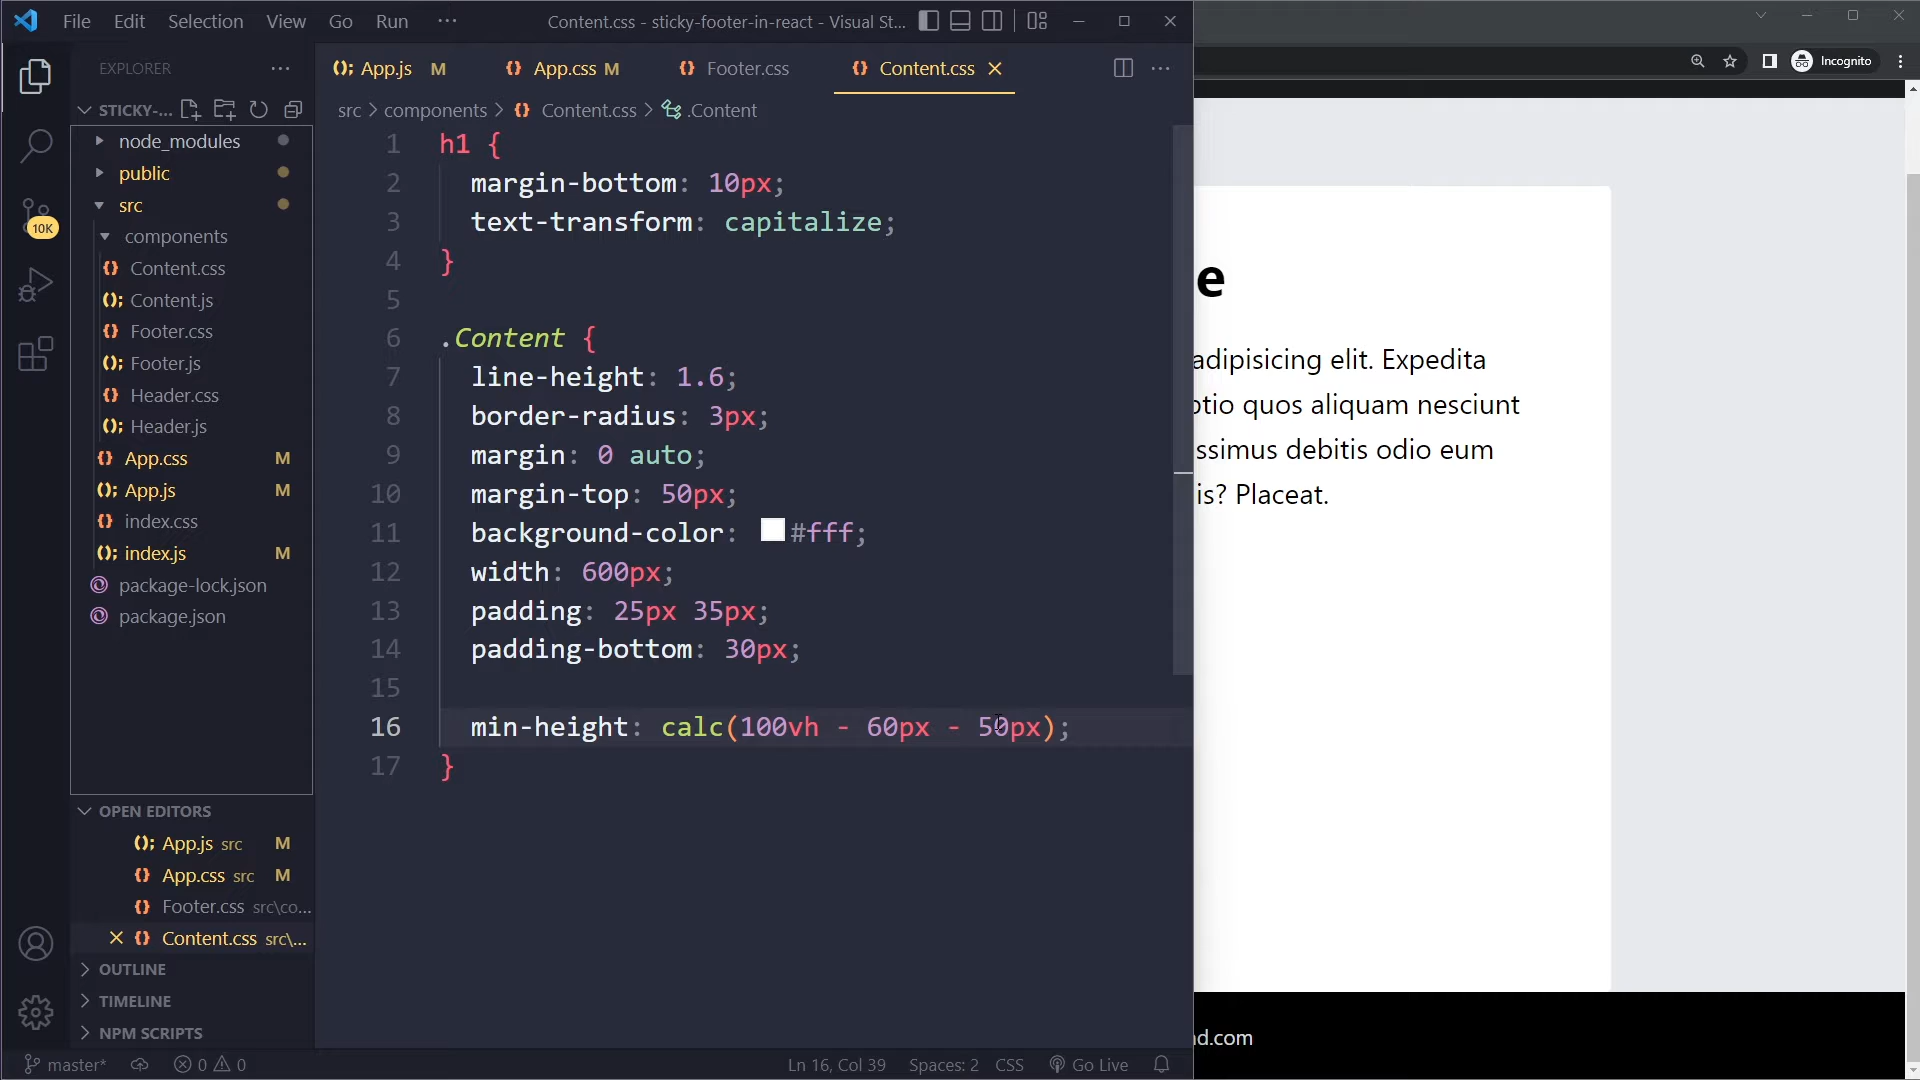 File Edit Selection View Go Run ···
Content.css - sticky-footer-in-react - Visual St...
Incognito
EXPLORER
STICKY-...
node_modules
public
src
components
Content.css
Content.js
Footer.css
Footer.js
Header.css
Header.js
App.css M
App.js M
index.css
index.js M
package-lock.json
package.json
10K
OPEN EDITORS
App.js src M
App.css src M
Footer.css src\co...
Content.css src\...
OUTLINE
TIMELINE
NPM SCRIPTS
App.js M
App.css M
Footer.css
Content.css
src > components > Content.css > .Content
1 h1 {
2 margin-bottom: 10px;
3 text-transform: capitalize;
4 }
5
6 .Content {
7 line-height: 1.6;
8 border-radius: 3px;
9 margin: 0 auto;
10 margin-top: 50px;
11 background-color: #fff;
12 width: 600px;
13 padding: 25px 35px;
14 padding-bottom: 30px;
15
16 min-height: calc(100vh - 60px - 50px);
17 }
e
adipisicing elit. Expedita
ptio quos aliquam nesciunt
ssimus debitis odio eum
is? Placeat.
d.com
master* 0 0
Ln 16, Col 39 Spaces: 2 CSS Go Live